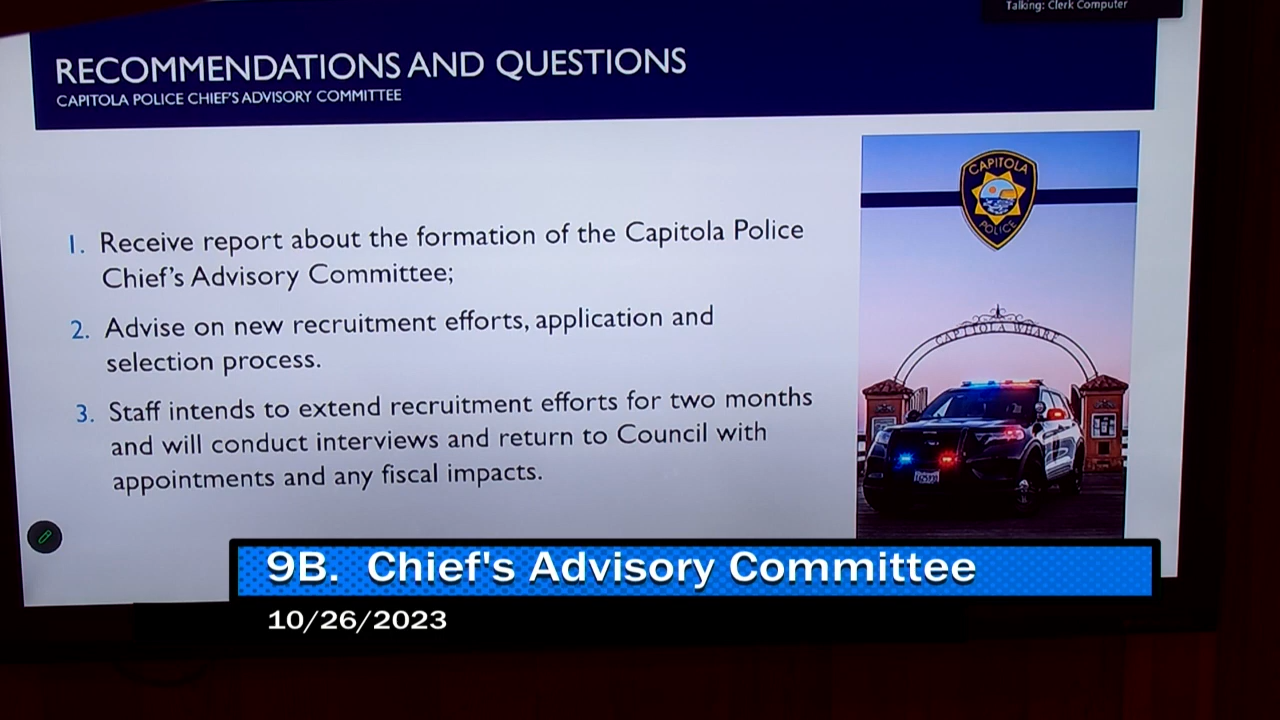 Talking: Clerk Computer
RECOMMENDATIONS AND QUESTIONS
CAPITOLA POLICE CHIEF'S ADVISORY COMMITTEE
CAPITOLA
POLICE
1. Receive report about the formation of the Capitola Police
Chief's Advisory Committee;
2. Advise on new recruitment efforts, application and
selection process.
3. Staff intends to extend recruitment efforts for two months
and will conduct interviews and return to Council with
appointments and any fiscal impacts.
CAPITOLA WHARF
9B. Chief's Advisory Committee
10/26/2023